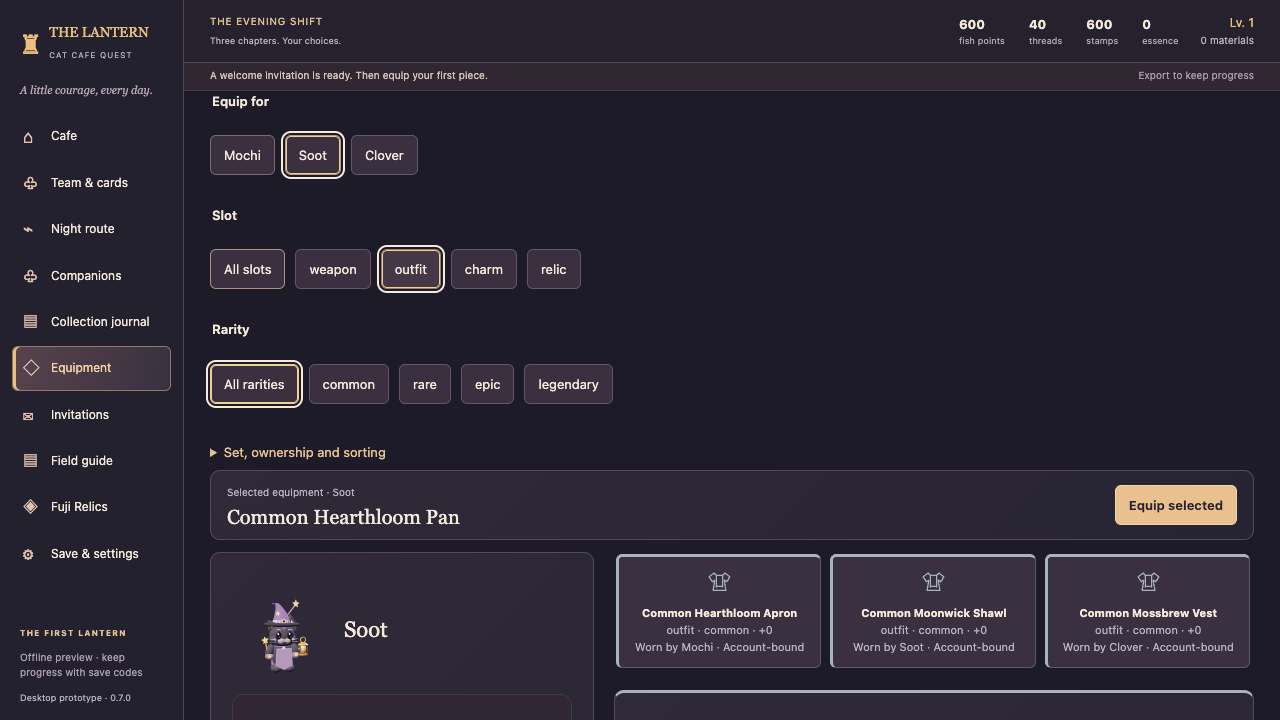 THE LANTERN
CAT CAFE QUEST
A little courage, every day.
Cafe
Team & cards
Night route
Companions
Collection journal
Equipment
Invitations
Field guide
Fuji Relics
Save & settings
THE FIRST LANTERN
Offline preview · keep
progress with save codes
Desktop prototype · 0.7.0
THE EVENING SHIFT
Three chapters. Your choices.
600
fish points
40
threads
600
stamps
0
essence
Lv. 1
0 materials
A welcome invitation is ready. Then equip your first piece.
Export to keep progress
Equip for
Mochi
Soot
Clover
Slot
All slots
weapon
outfit
charm
relic
Rarity
All rarities
common
rare
epic
legendary
Set, ownership and sorting
Selected equipment · Soot
Common Hearthloom Pan
Equip selected
Soot
Common Hearthloom Apron
outfit · common · +0
Worn by Mochi · Account-bound
Common Moonwick Shawl
outfit · common · +0
Worn by Soot · Account-bound
Common Mossbrew Vest
outfit · common · +0
Worn by Clover · Account-bound